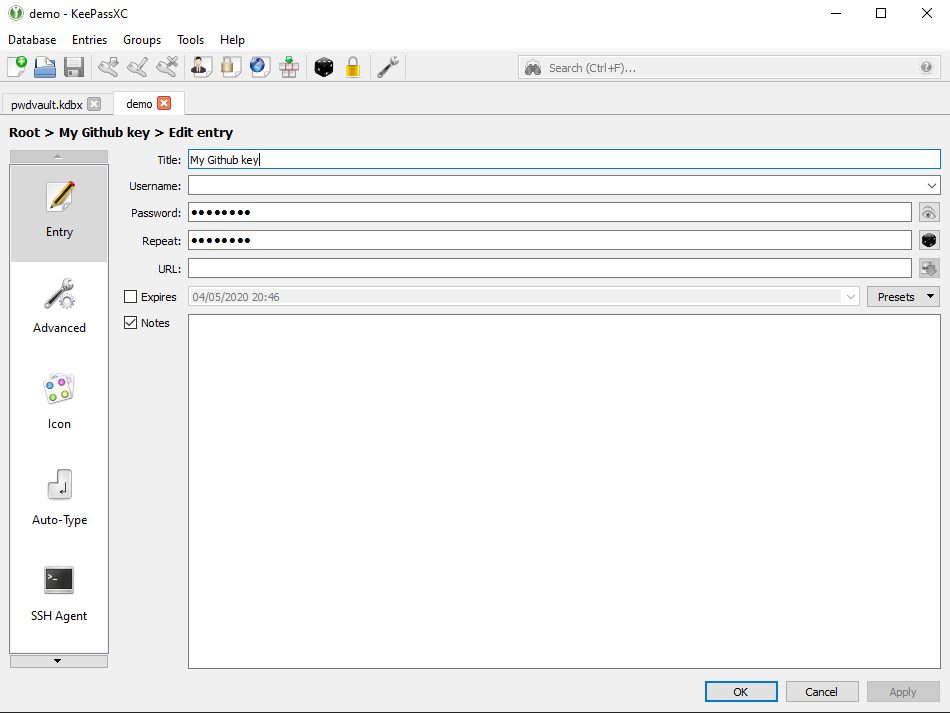 demo - KeePassXC
Database Entries Groups Tools Help
Search (Ctrl+F)...
pwdvault.kdbx demo
Root > My Github key > Edit entry
Title: My Github key
Username:
Password: ●●●●●●●●
Repeat: ●●●●●●●●
URL:
Expires 04/05/2020 20:46 Presets
Notes
Entry
Advanced
Icon
Auto-Type
SSH Agent
OK Cancel Apply